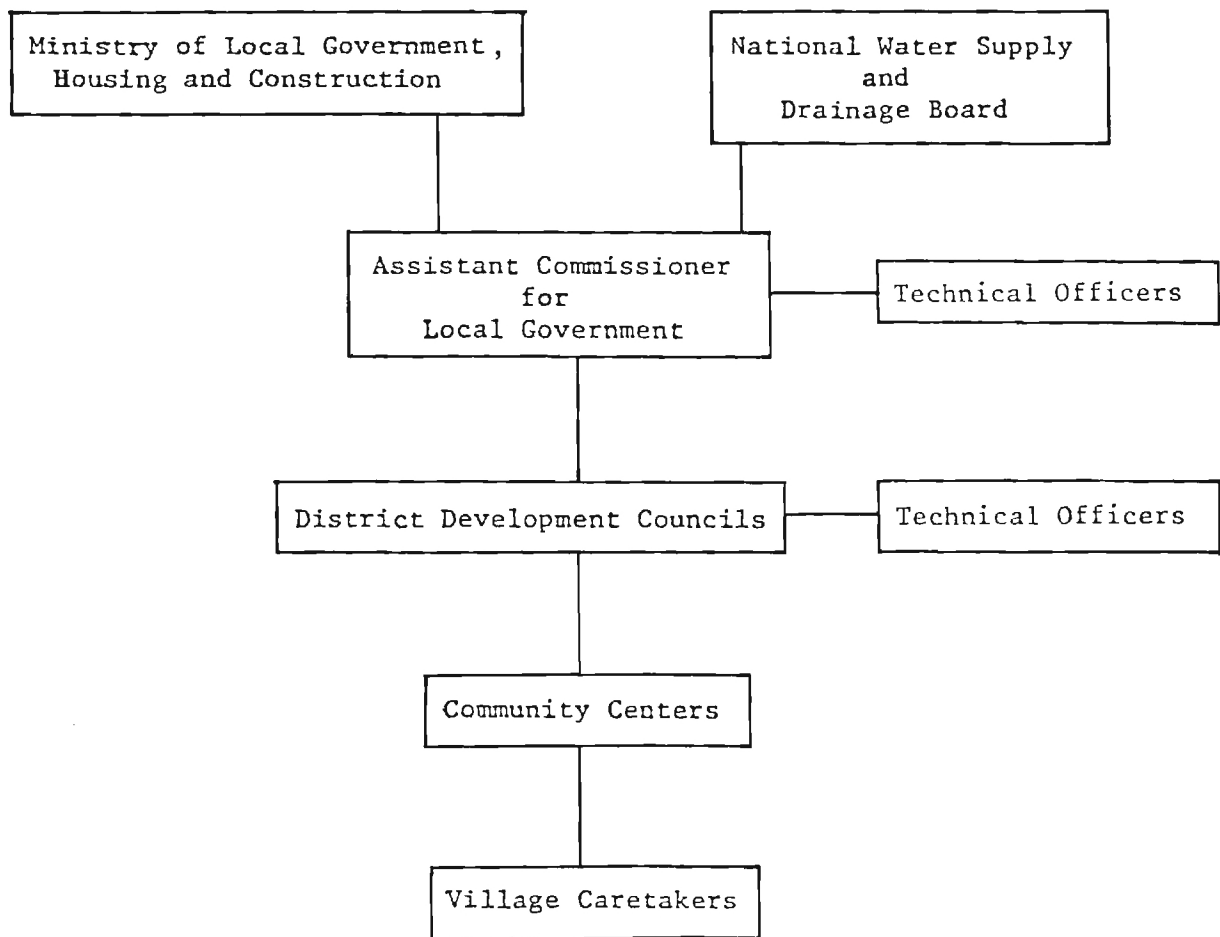 Ministry of Local Government,
Housing and Construction
National Water Supply
and
Drainage Board
Assistant Commissioner
for
Local Government
Technical Officers
District Development Councils
Technical Officers
Community Centers
Village Caretakers